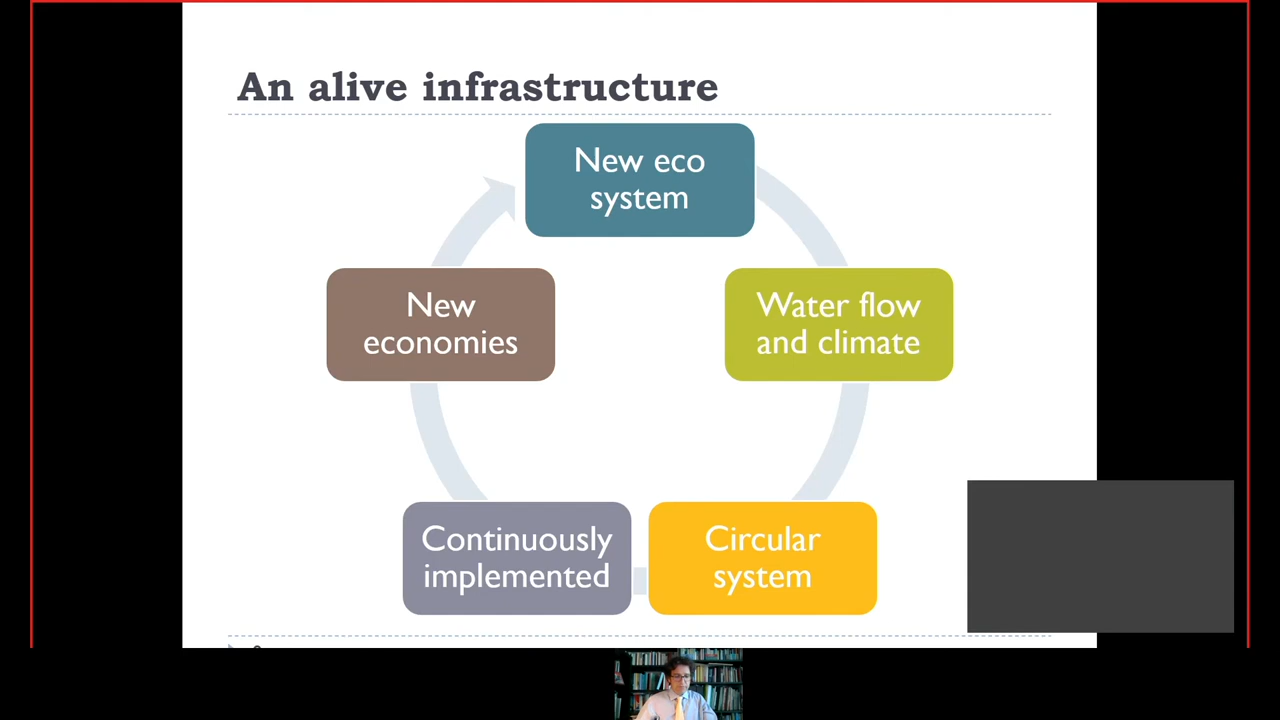 An alive infrastructure
New eco
system
Water flow
and climate
Circular
system
Continuously
implemented
New
economies